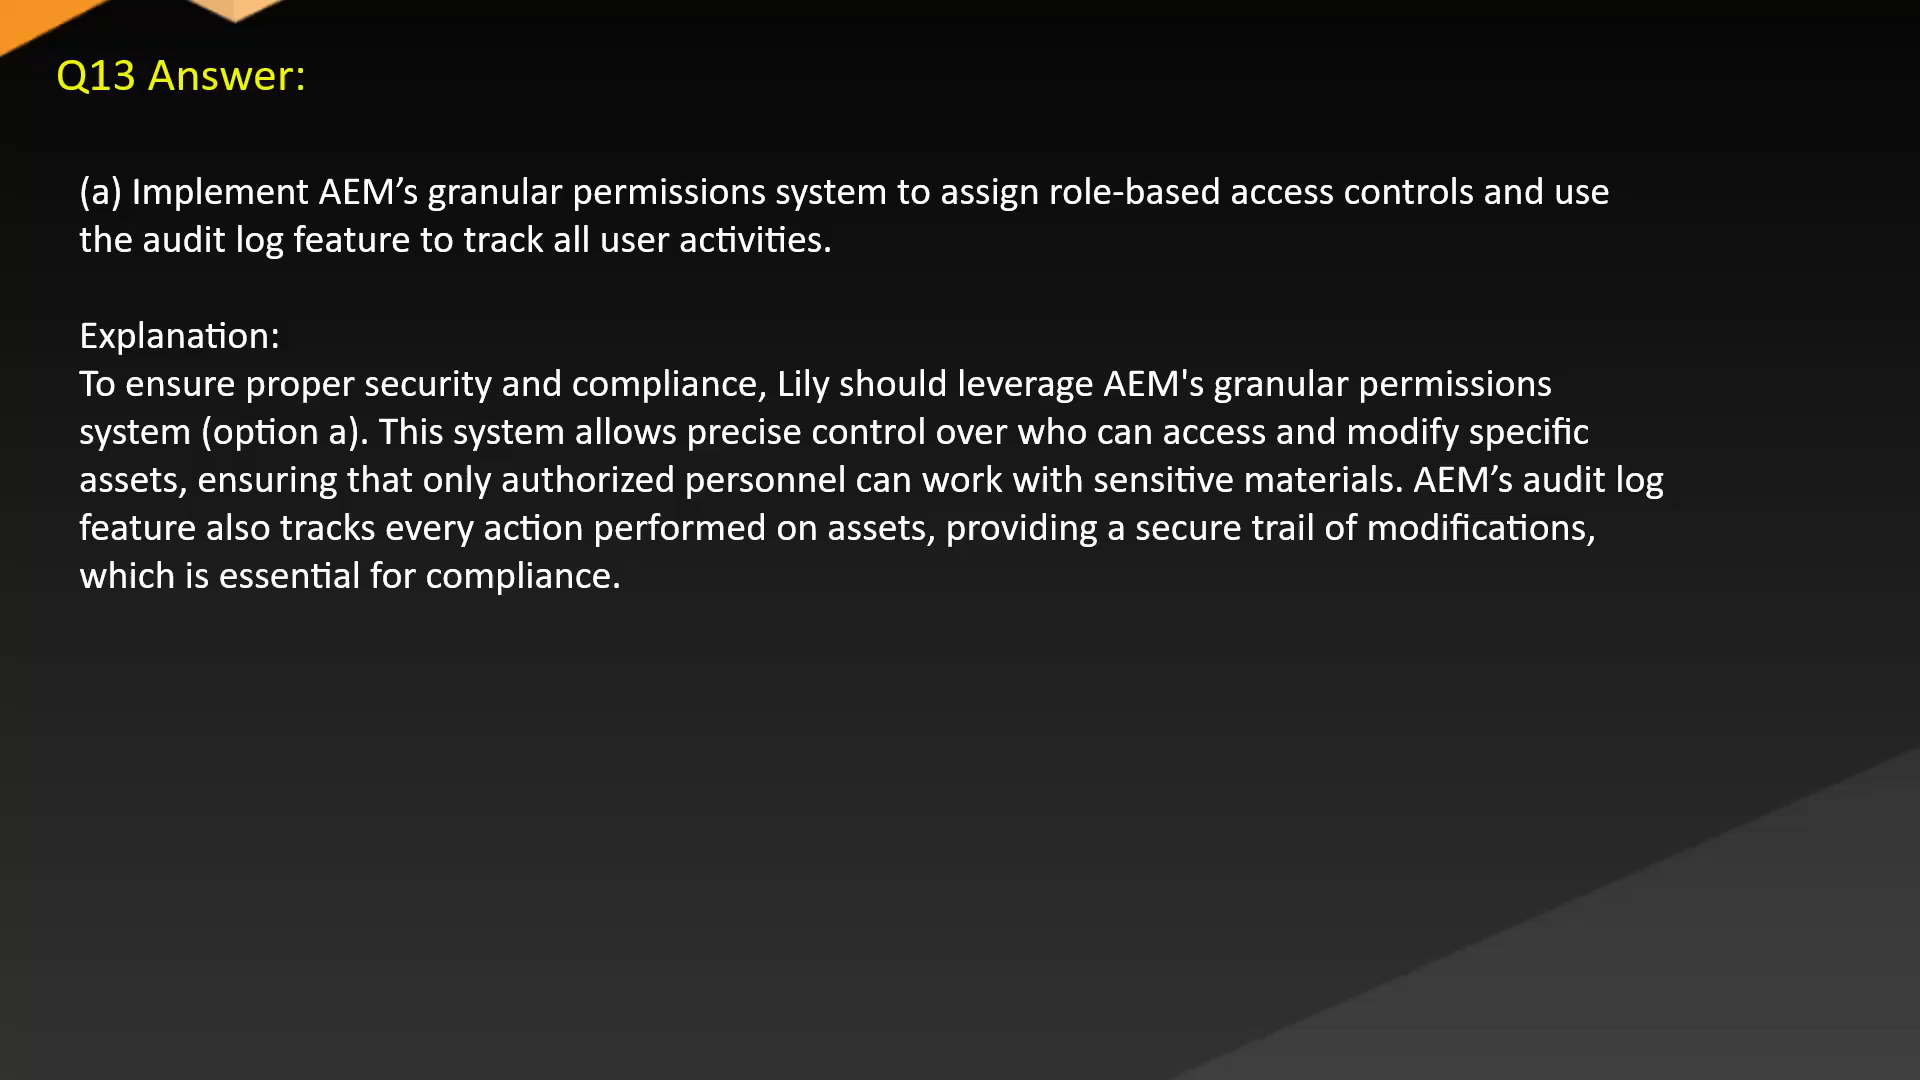 Q13 Answer:
(a) Implement AEM’s granular permissions system to assign role-based access controls and use
the audit log feature to track all user activities.
Explanation:
To ensure proper security and compliance, Lily should leverage AEM's granular permissions
system (option a). This system allows precise control over who can access and modify specific
assets, ensuring that only authorized personnel can work with sensitive materials. AEM’s audit log
feature also tracks every action performed on assets, providing a secure trail of modifications,
which is essential for compliance.